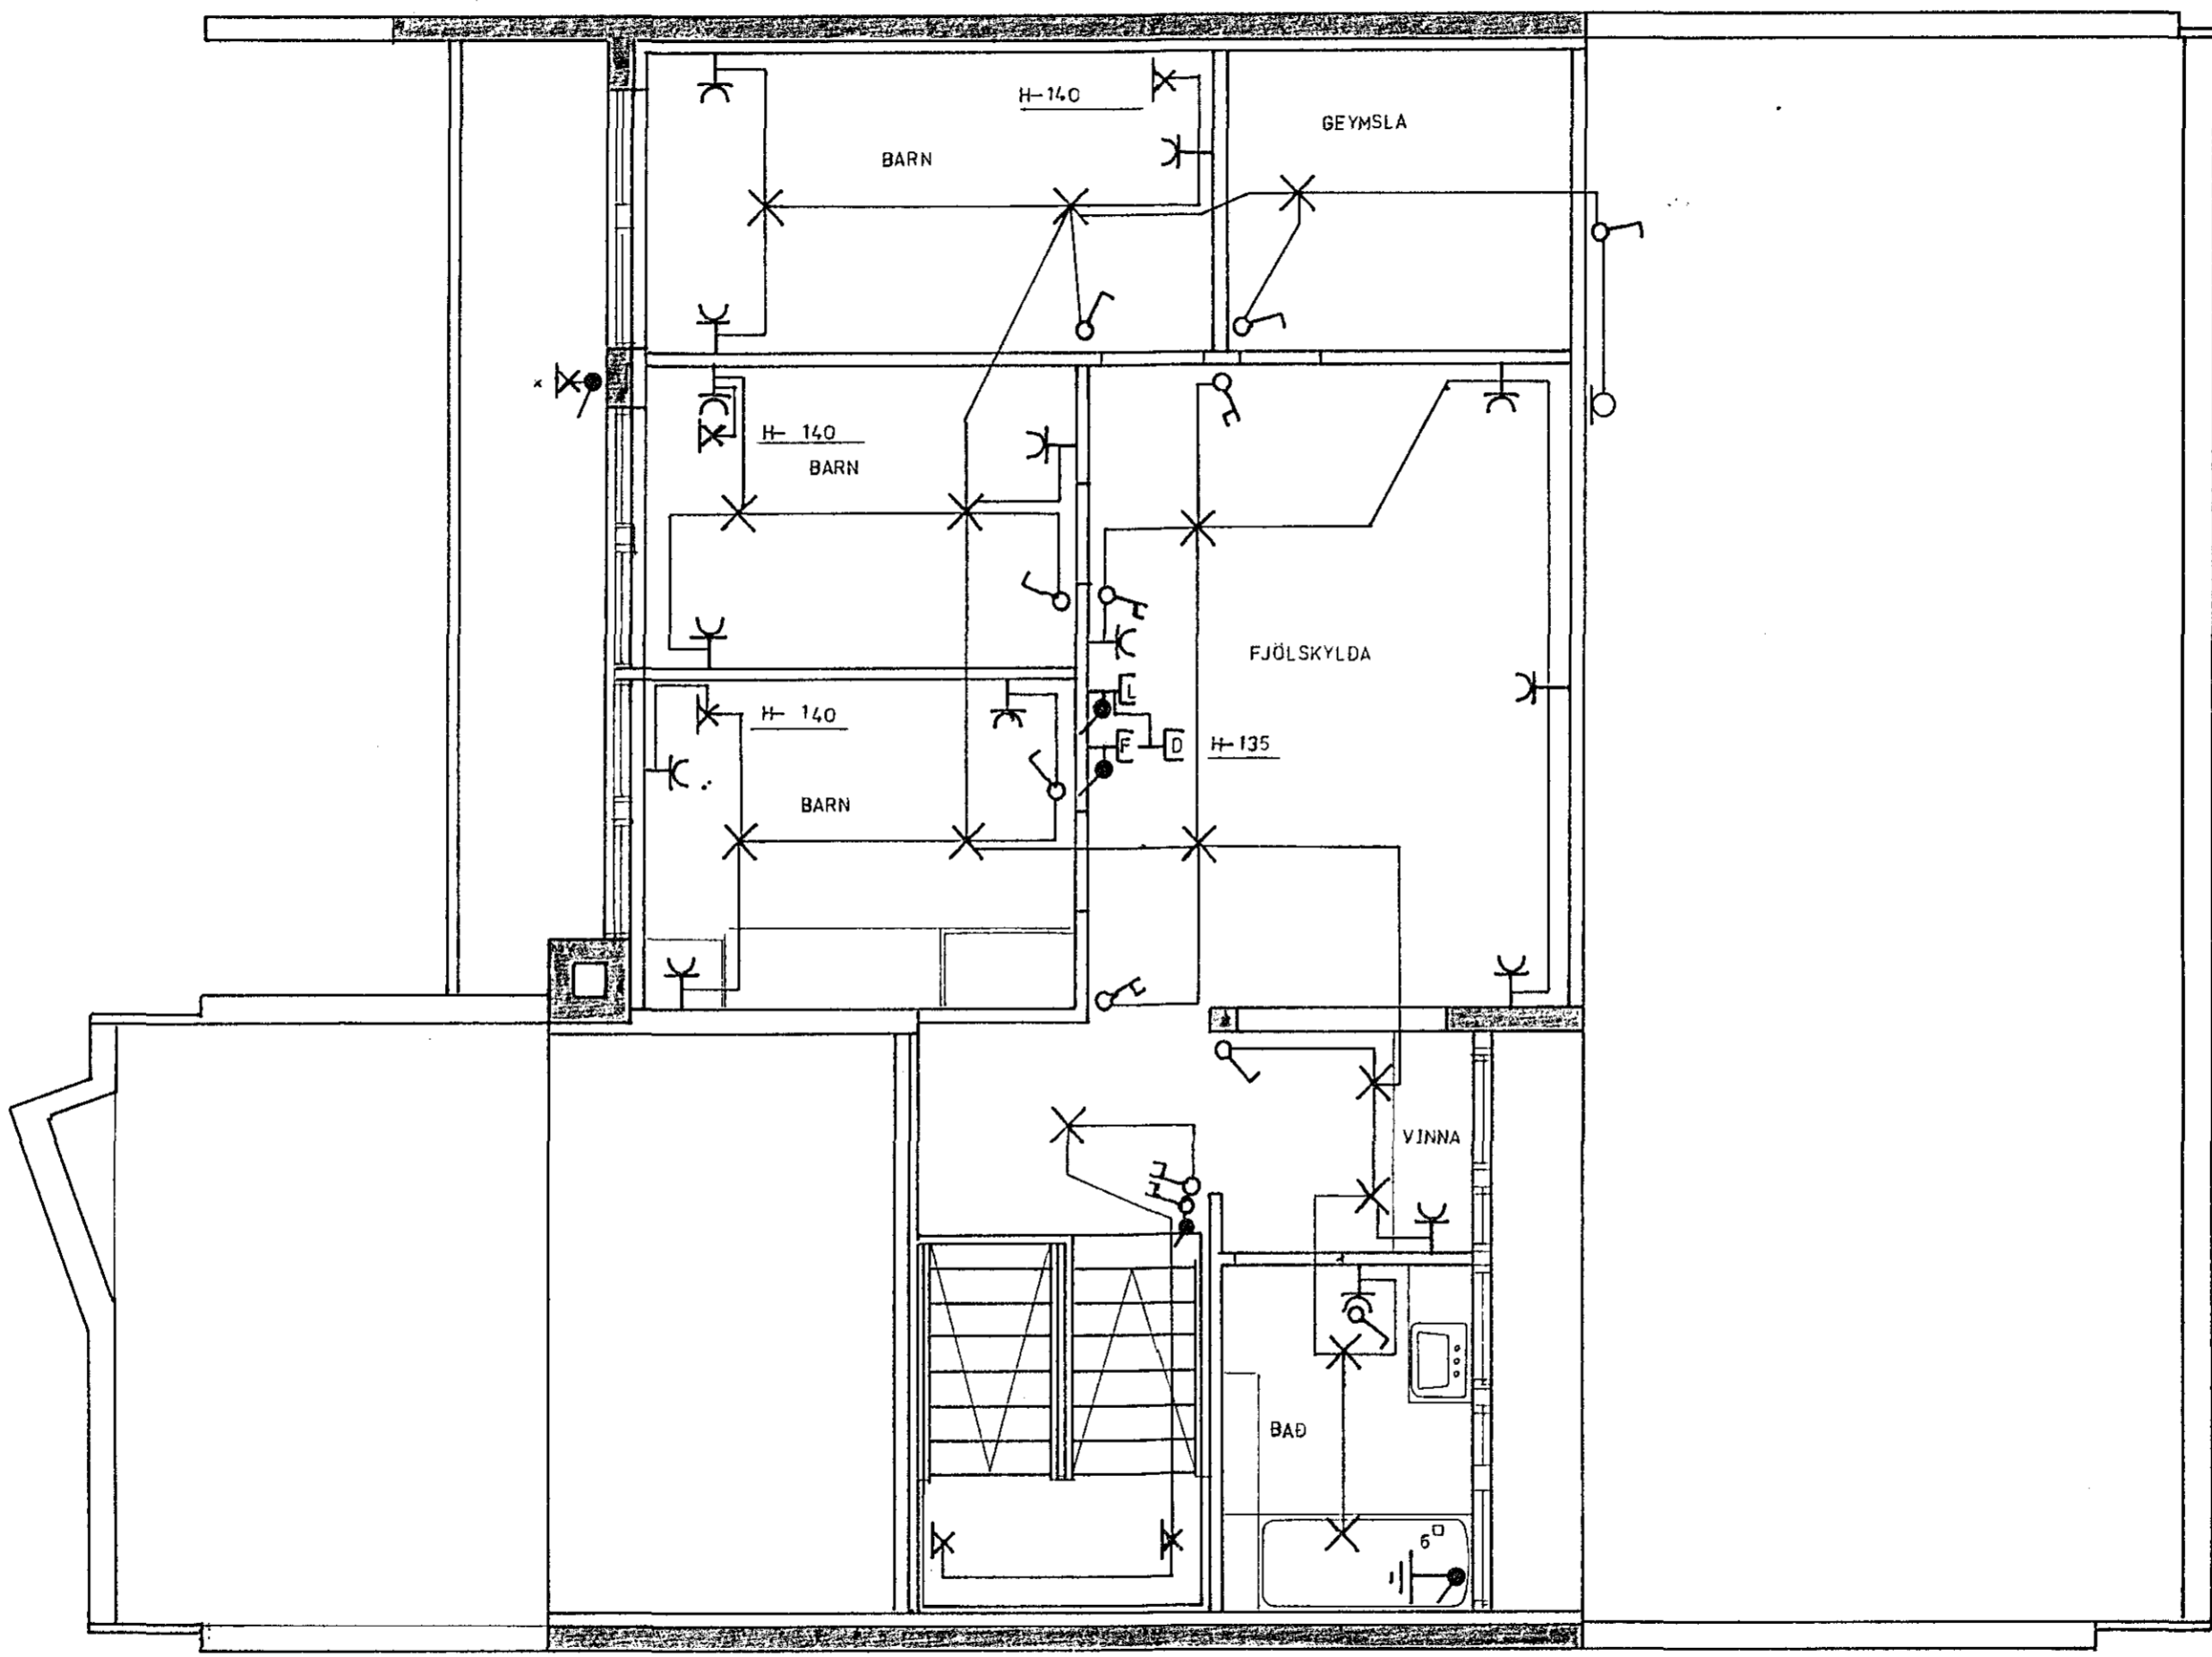 H-140
GEYMSLA
BARN
x
H- 140
BARN
FJÖLSKYLDA
L
H- 140
F
D
H-135
BARN
VINNA
BAÐ
6